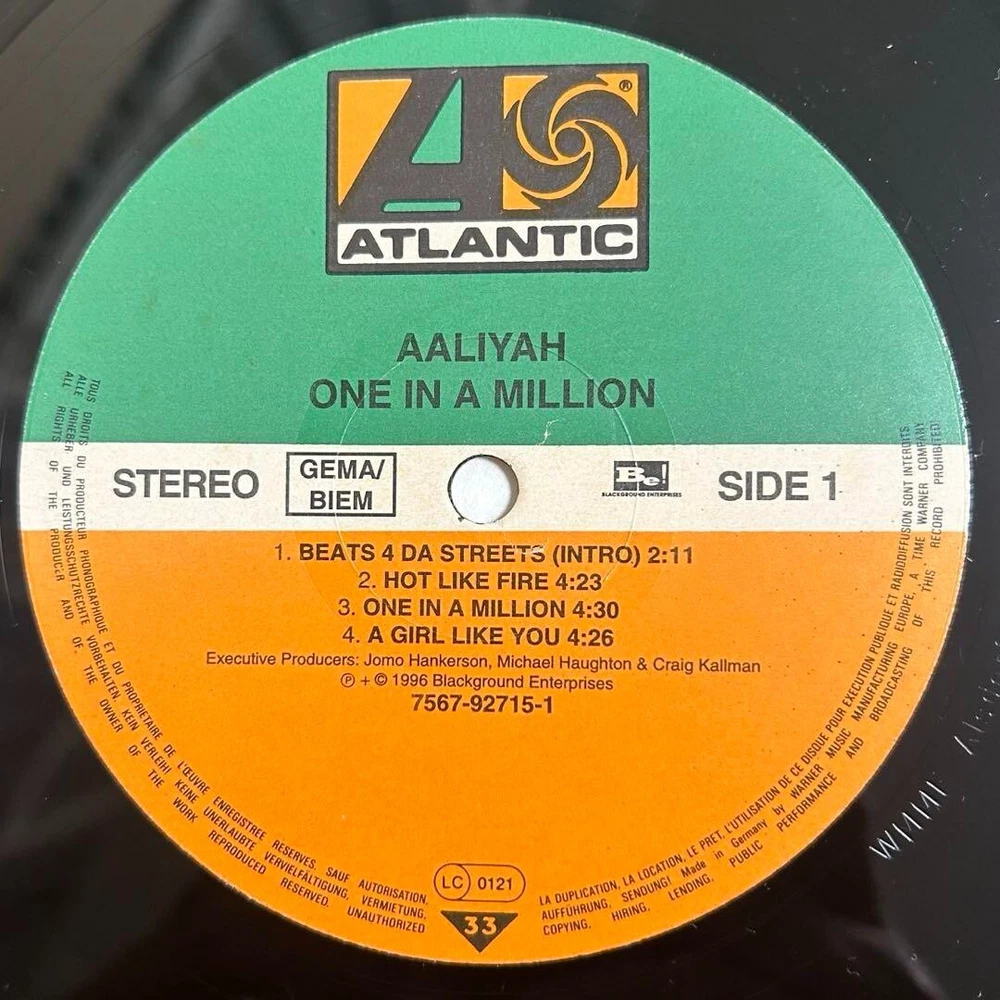 ATLANTIC
®
AALIYAH
ONE IN A MILLION
STEREO
GEMA/
BIEM
Be!
BLACKGROUND ENTERPRISES
SIDE 1
1. BEATS 4 DA STREETS (INTRO) 2:11
2. HOT LIKE FIRE 4:23
3. ONE IN A MILLION 4:30
4. A GIRL LIKE YOU 4:26
Executive Producers: Jomo Hankerson, Michael Haughton & Craig Kallman
℗ + © 1996 Blackground Enterprises
7567-92715-1
LC 0121
33
TOUS DROITS DU PRODUCTEUR PHONOGRAPHIQUE ET DU PROPRIETAIRE DE L'ŒUVRE ENREGISTREE RESERVES. SAUF AUTORISATION,
LA DUPLICATION, LA LOCATION, LE PRET, L'UTILISATION DE CE DISQUE POUR EXECUTION PUBLIQUE ET RADIODIFFUSION SONT INTERDITS.
ALLE URHEBER UND LEISTUNGSSCHUTZRECHTE VORBEHALTEN. KEIN VERLEIH! KEINE UNERLAUBTE VERVIELFÄLTIGUNG, VERMIETUNG,
AUFFÜHRUNG, SENDUNG! Made in Germany by WARNER MUSIC MANUFACTURING EUROPE, A TIME WARNER COMPANY.
ALL RIGHTS OF THE PRODUCER AND OF THE OWNER OF THE WORK REPRODUCED RESERVED. UNAUTHORIZED
COPYING, HIRING, LENDING, PUBLIC PERFORMANCE AND BROADCASTING OF THIS RECORD PROHIBITED.